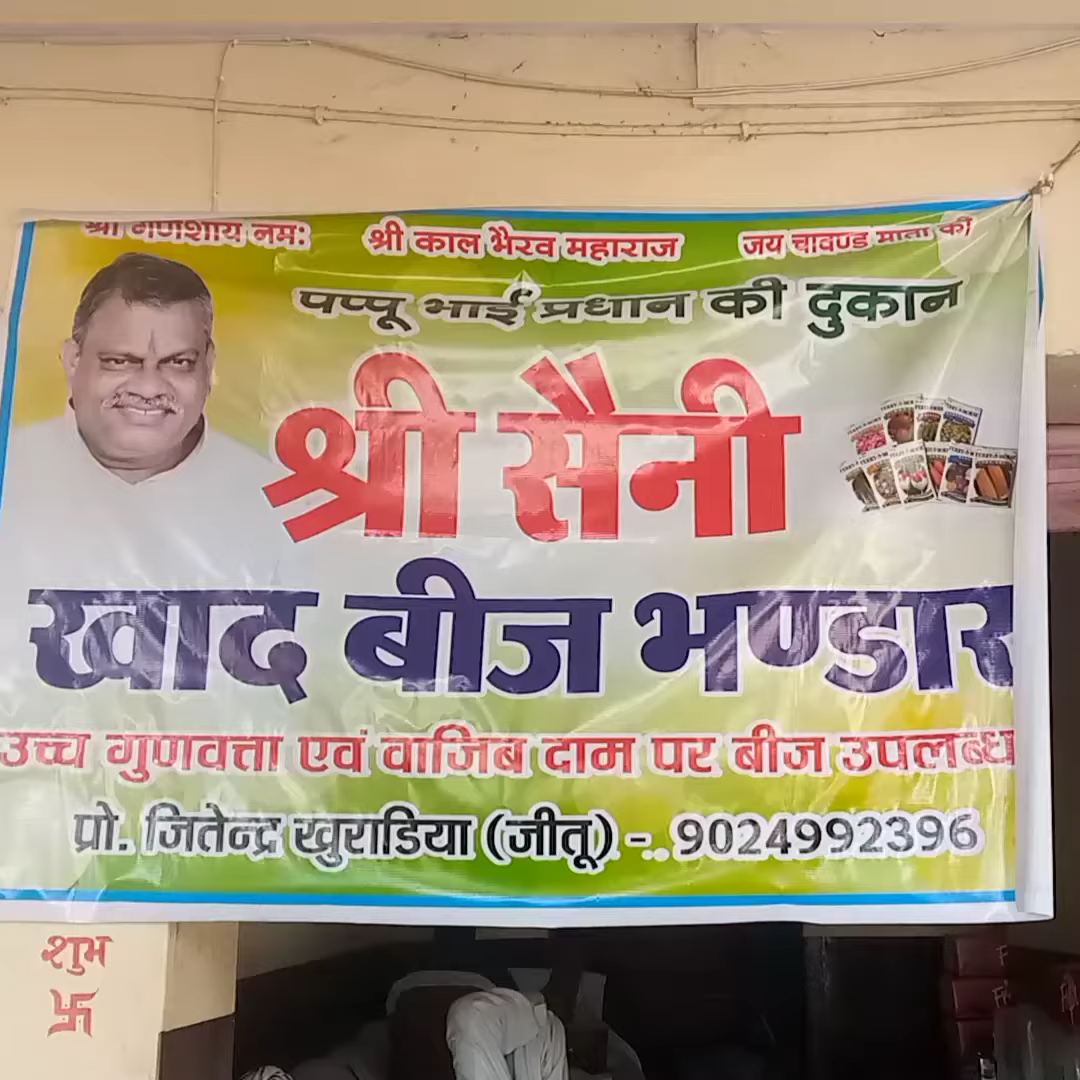 श्री गणेशाय नमः श्री काल भैरव महाराज जय चावण्ड माता की
पप्पू भाई प्रधान की दुकान
श्री सैनी
खाद बीज भण्डार
उच्च गुणवत्ता एवं वाजिब दाम पर बीज उपलब्ध
प्रो. जितेन्द्र खुराडिया (जीतू) -.. 9024992396
शुभ
卐